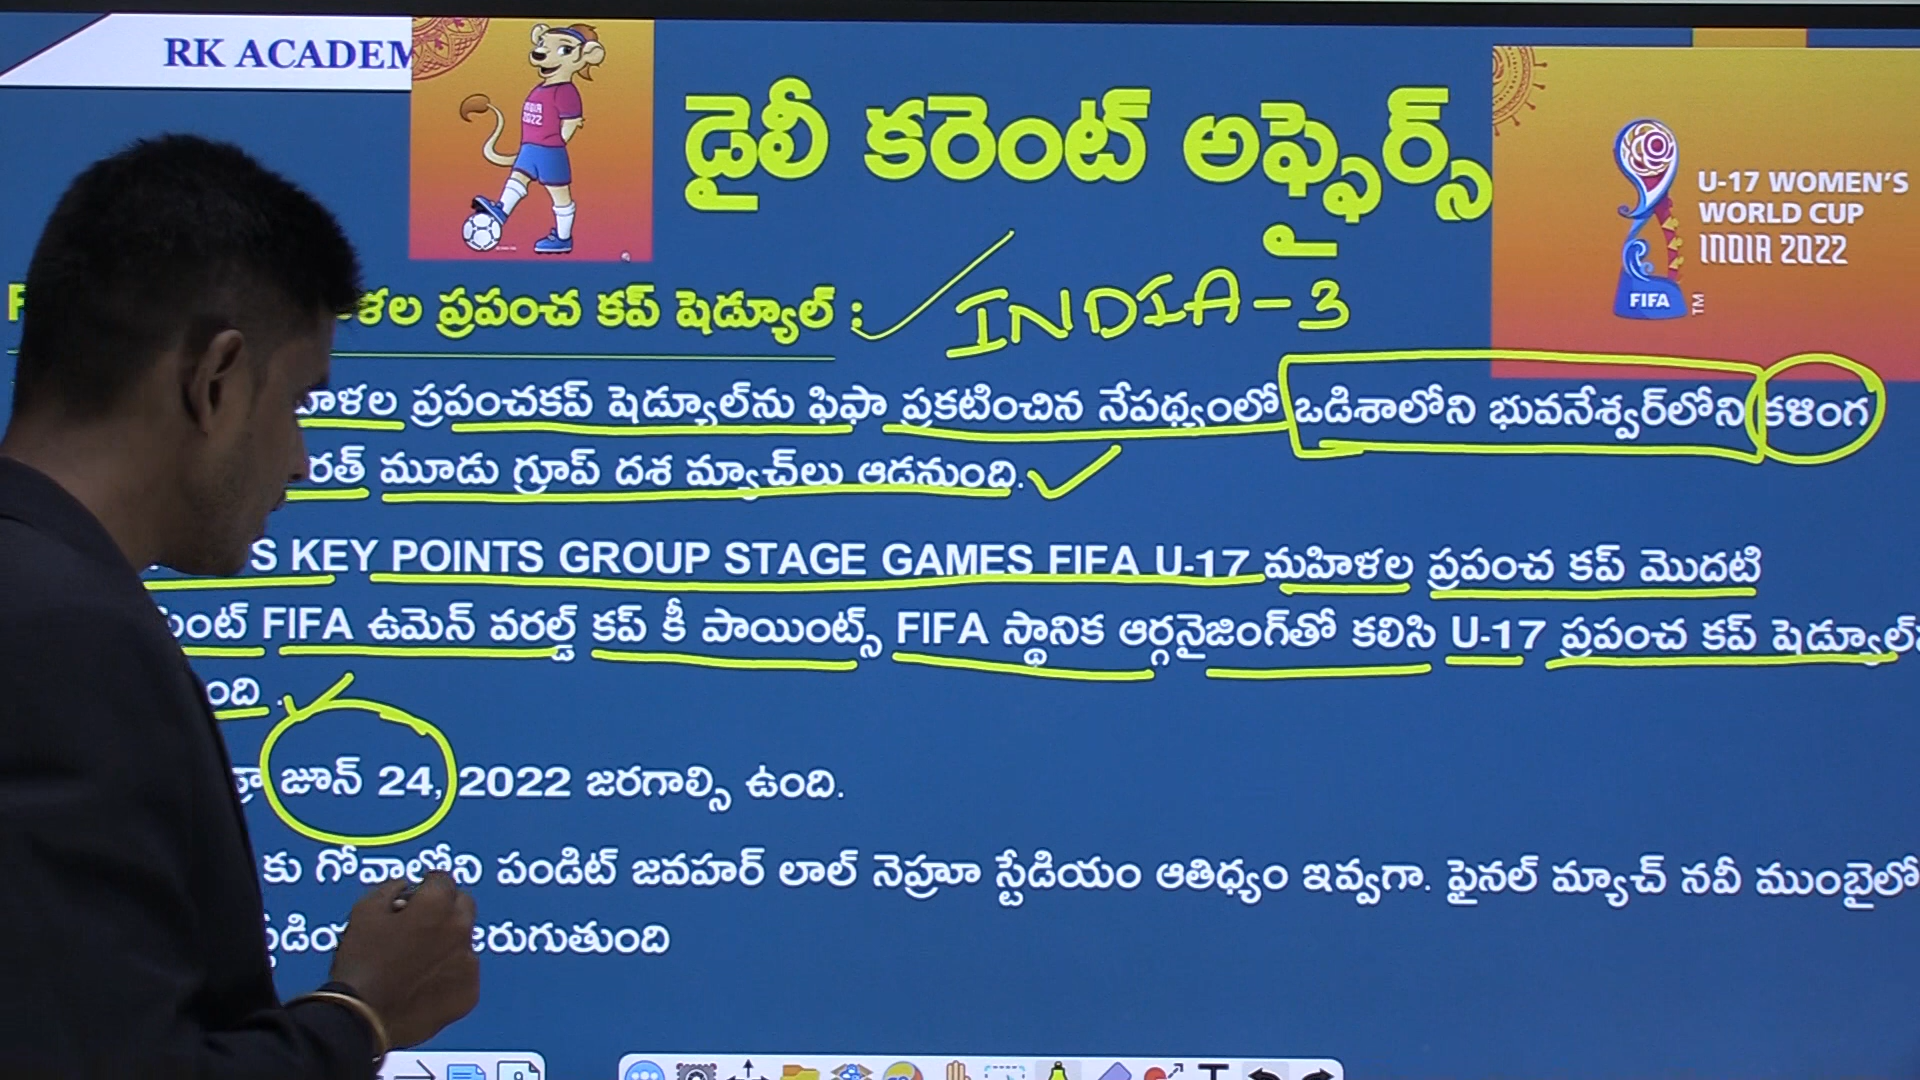 RK ACADEM
INDIA
2022
డైలీ కరెంట్ అఫ్ఫైర్స్
U-17 WOMEN'S
WORLD CUP
INDIA 2022
FIFA
TM
ప్రపంచ కప్ షెడ్యూల్ :
INDIA-3
ప్రపంచకప్ షెడ్యూల్‌ను ఫిఫా ప్రకటించిన నేపథ్యంలో ఒడిశాలోని భువనేశ్వర్‌లోని కళింగ
మూడు గ్రూప్ దశ మ్యాచ్‌లు ఆడనుంది.
KEY POINTS GROUP STAGE GAMES FIFA U-17 మహిళల ప్రపంచ కప్ మొదటి
FIFA ఉమెన్ వరల్డ్ కప్ కీ పాయింట్స్ FIFA స్థానిక ఆర్గనైజింగ్‌తో కలిసి U-17 ప్రపంచ కప్ షెడ్యూల్
జూన్ 24, 2022 జరగాల్సి ఉంది.
కు గోవాలోని పండిట్ జవహర్ లాల్ నెహ్రూ స్టేడియం ఆతిధ్యం ఇవ్వగా. ఫైనల్ మ్యాచ్ నవీ ముంబైలో
జరుగుతుంది